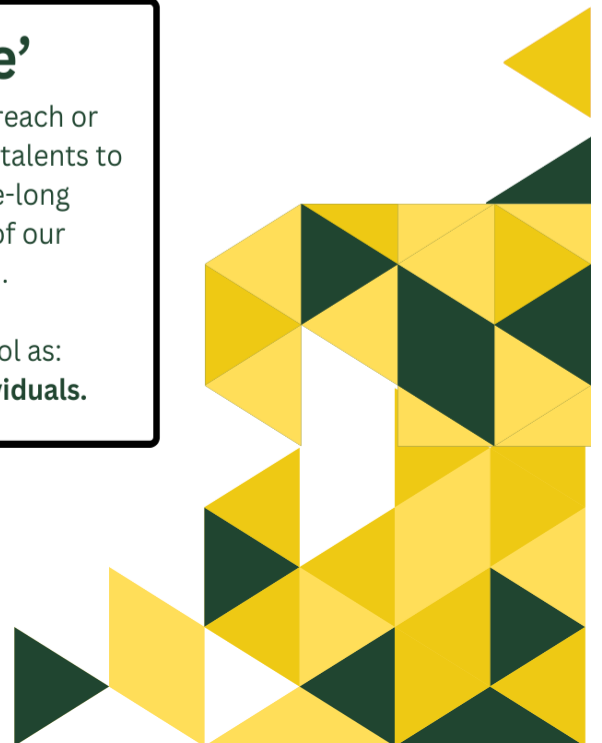 e’
reach or
talents to
e-long
of our
.
ol as:
viduals.